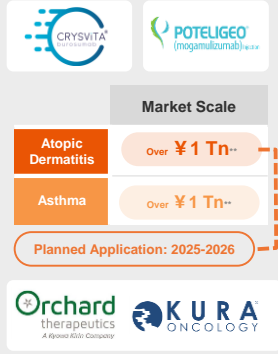 CRYSVITA®
burosumab
POTELIGEO®
(mogamulizumab)
Market Scale
Atopic Dermatitis
Over ¥1 Tn**
Asthma
Over ¥1 Tn**
Planned Application: 2025-2026
Orchard
therapeutics
A Kyowa Kirin Company
KURA
ONCOLOGY